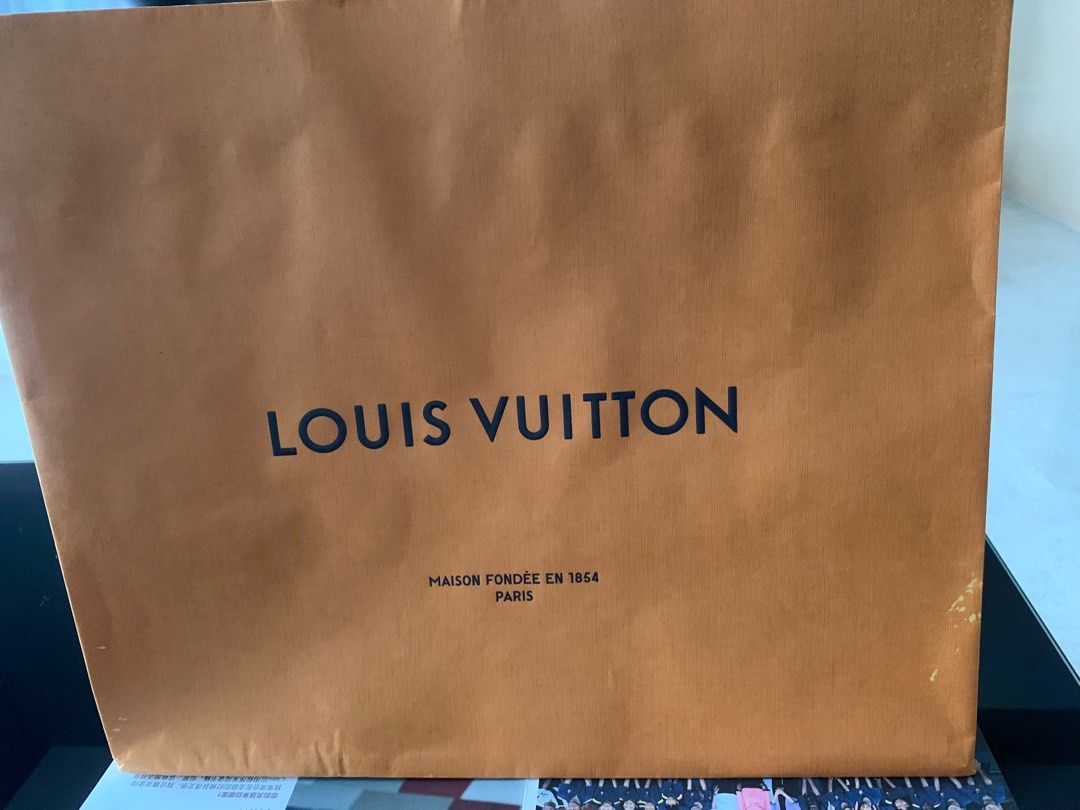 LOUIS VUITTON
MAISON FONDÉE EN 1854
PARIS